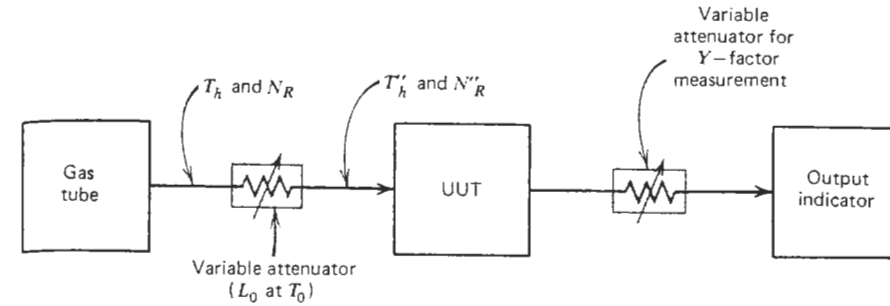 Variable
attenuator for
Y-factor
measurement
T_h and N_R
T''_h and N''_R
Gas
tube
UUT
Output
indicator
Variable attenuator
(L_0 at T_0)